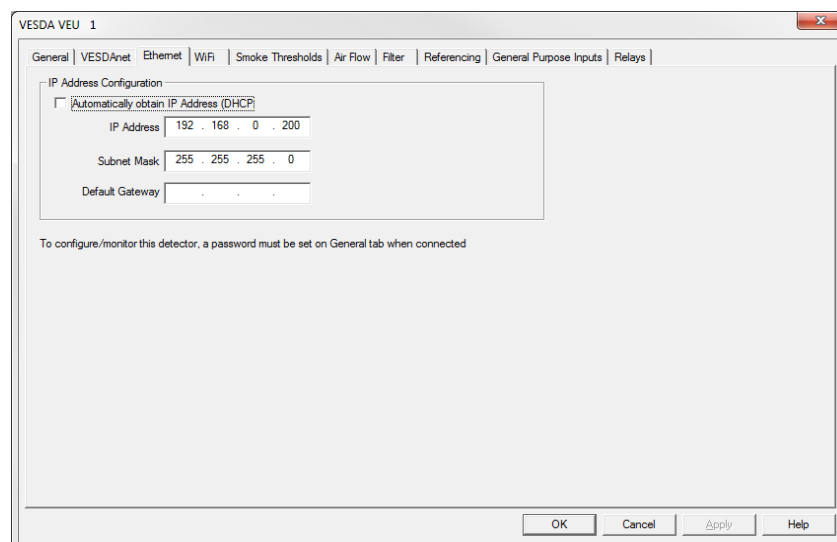 VESDA VEU 1
General VESDAnet Ethernet WiFi Smoke Thresholds Air Flow Filter Referencing General Purpose Inputs Relays
IP Address Configuration
Automatically obtain IP Address (DHCP
IP Address 192 . 168 . 0 . 200
Subnet Mask 255 . 255 . 255 . 0
Default Gateway . . .
To configure/monitor this detector, a password must be set on General tab when connected
OK Cancel Apply Help